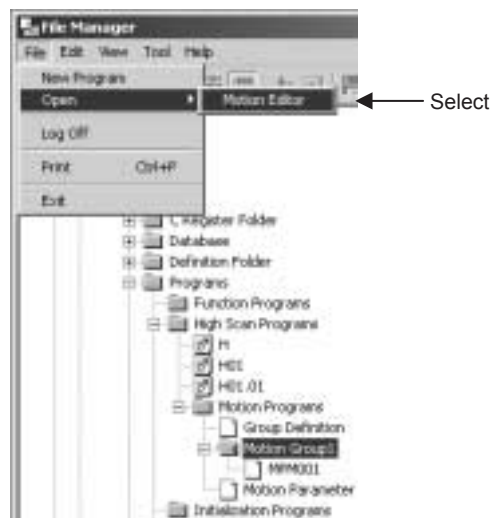 File Manager
File Edit View Tool Help
New Program
Open Motion Editor
Select
Log Off
Print Ctrl+P
Exit
C Register Folder
Database
Definition Folder
Programs
Function Programs
High Scan Programs
H
H01
H01.01
Motion Programs
Group Definition
Motion Group1
MPM001
Motion Parameter
Initialization Programs